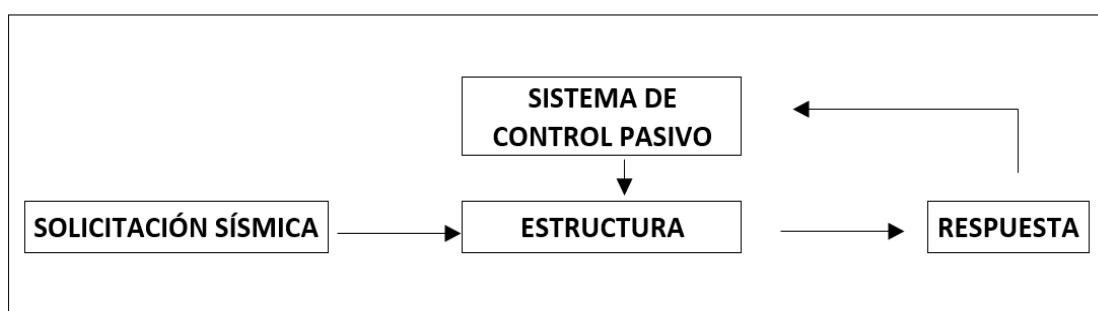 SISTEMA DE
CONTROL PASIVO
SOLICITACIÓN SÍSMICA
ESTRUCTURA
RESPUESTA